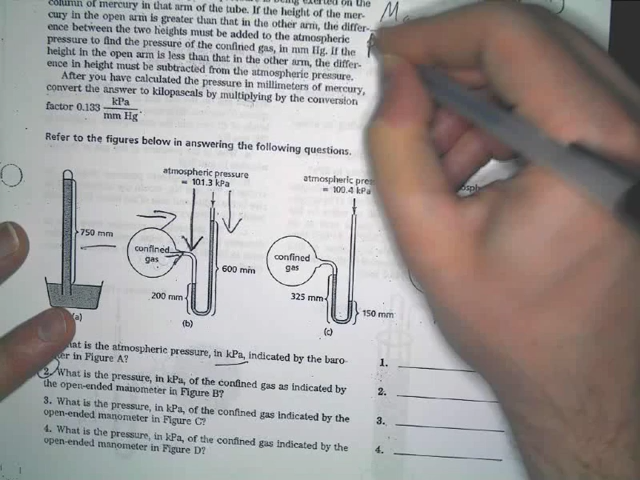 column of mercury in that arm of the tube. If the height of the mer-
cury in the open arm is greater than that in the other arm, the differ-
ence between the two heights must be added to the atmospheric
pressure to find the pressure of the confined gas, in mm Hg. If the
height in the open arm is less than that in the other arm, the differ-
ence in height must be subtracted from the atmospheric pressure.
After you have calculated the pressure in millimeters of mercury,
convert the answer to kilopascals by multiplying by the conversion
factor 0.133 kPa
mm Hg.
Refer to the figures below in answering the following questions.
atmospheric pressure
= 101.3 kPa
atmospheric pres
= 100.4 kPa
750 mm
confined
gas
600 mm
200 mm
confined
gas
325 mm
150 mm
(a)
(b)
(c)
hat is the atmospheric pressure, in kPa, indicated by the baro-
ter in Figure A?
2. What is the pressure, in kPa, of the confined gas as indicated by
the open-ended manometer in Figure B?
3. What is the pressure, in kPa, of the confined gas indicated by the
open-ended manometer in Figure C?
4. What is the pressure, in kPa, of the confined gas indicated by the
open-ended manometer in Figure D?
1.
2.
3.
4.